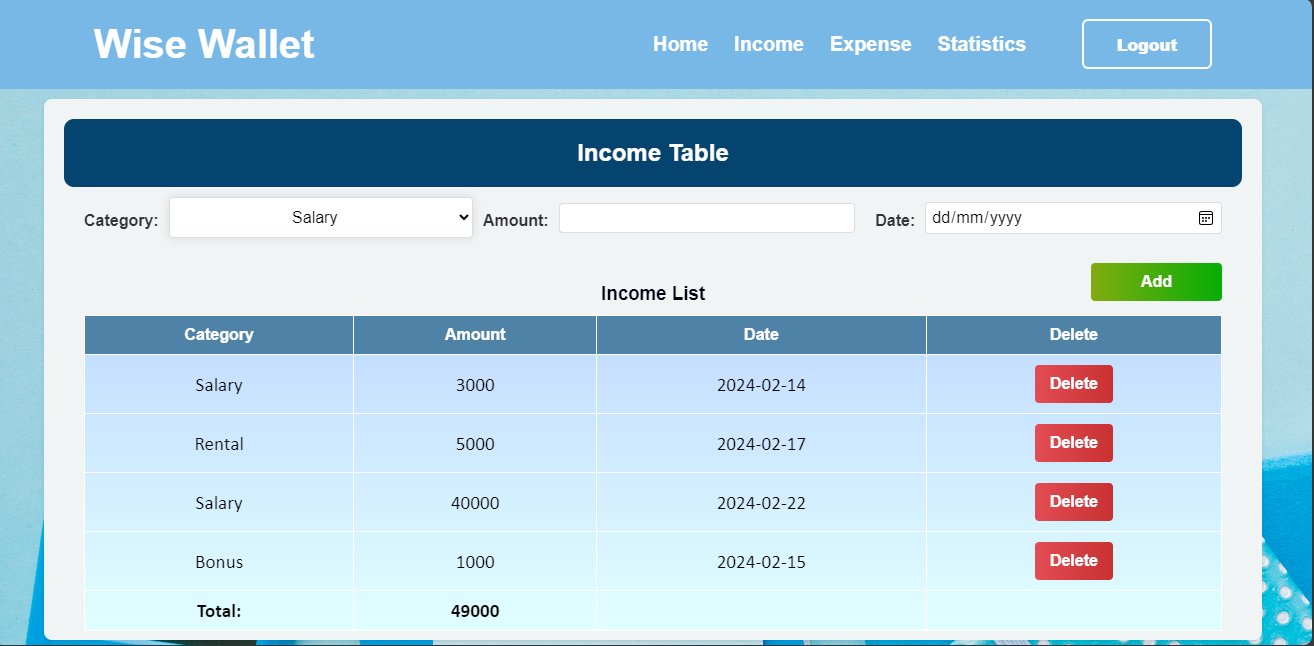 Wise Wallet
Home Income Expense Statistics Logout
Income Table
Category: Salary Amount: Date: dd/mm/yyyy
Add
Income List
Category Amount Date Delete
Salary 3000 2024-02-14 Delete
Rental 5000 2024-02-17 Delete
Salary 40000 2024-02-22 Delete
Bonus 1000 2024-02-15 Delete
Total: 49000